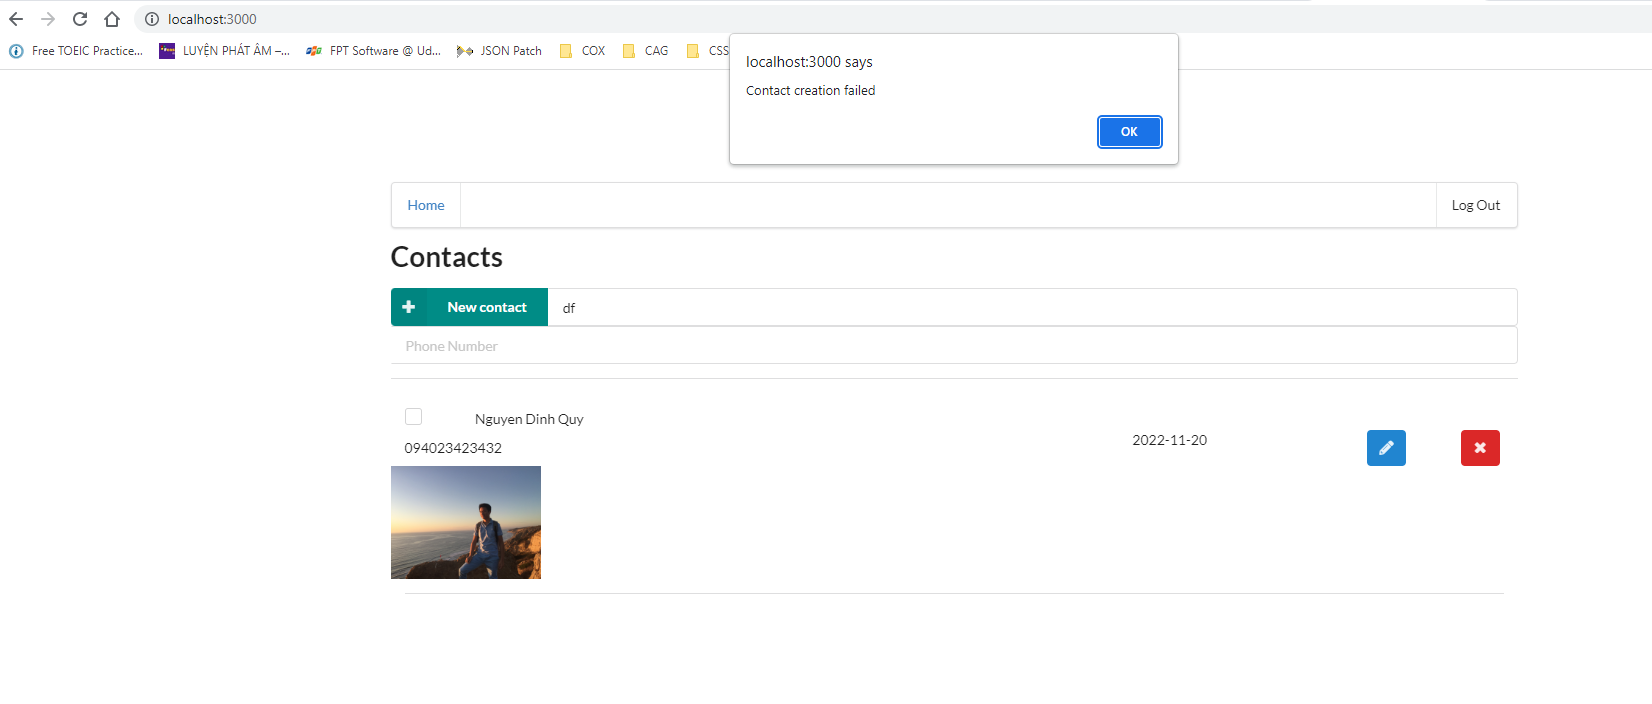 localhost:3000
Free TOEIC Practice... LUYỆN PHÁT ÂM –... FPT Software @ Ud... JSON Patch COX CAG CSS
localhost:3000 says
Contact creation failed
OK
Home Log Out
Contacts
New contact df
Phone Number
Nguyen Dinh Quy
094023423432
2022-11-20